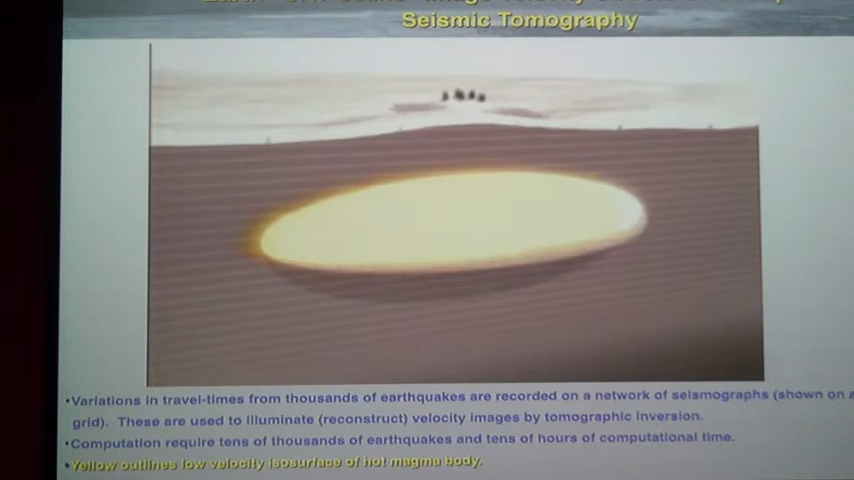 Seismic Tomography
•Variations in travel-times from thousands of earthquakes are recorded on a network of seismographs (shown on a
grid). These are used to illuminate (reconstruct) velocity images by tomographic inversion.
•Computation require tens of thousands of earthquakes and tens of hours of computational time.
•Yellow outlines low velocity isosurface of hot magma body.